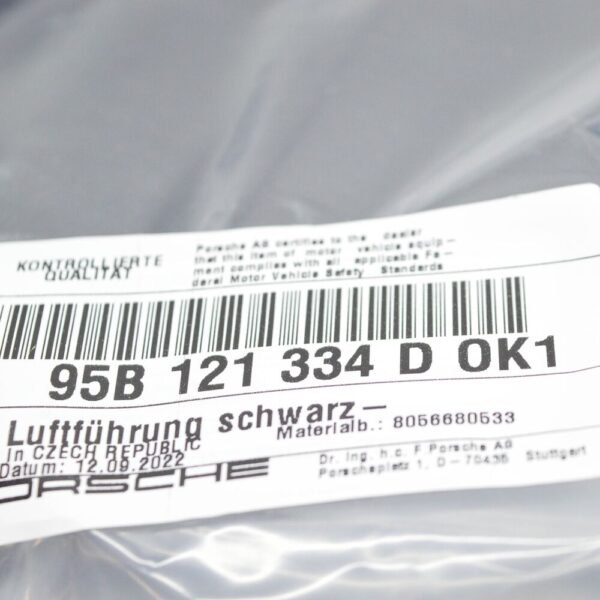 KONTROLLIERTE
QUALITÄT
Porsche AG certifies to the dealer
that this item of motor vehicle equip-
ment complies with all applicable Fe-
deral Motor Vehicle Safety Standards
95B 121 334 D OK1
Luftführung schwarz-
in CZECH REPUBLIC
Materialb.: 8056680533
Datum: 12.09.2022
Dr. Ing. h.c. F.Porsche AG
Porscheplatz 1, D-70435 Stuttgart
ORSCHE